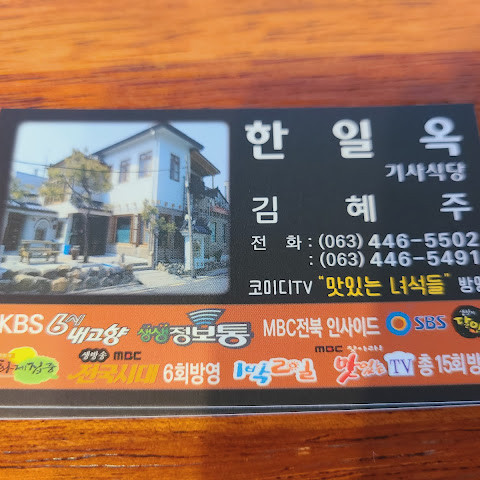 한일옥
기사식당
김혜주
전 화 : (063) 446-5502
: (063) 446-5491
코미디TV "맛있는 녀석들" 방영
KBS 6시 내고향 생생정보통 MBC전북 인사이드 SBS
생방송 MBC 전국시대 6회방영 1박2일 MBC TV 총 15회방